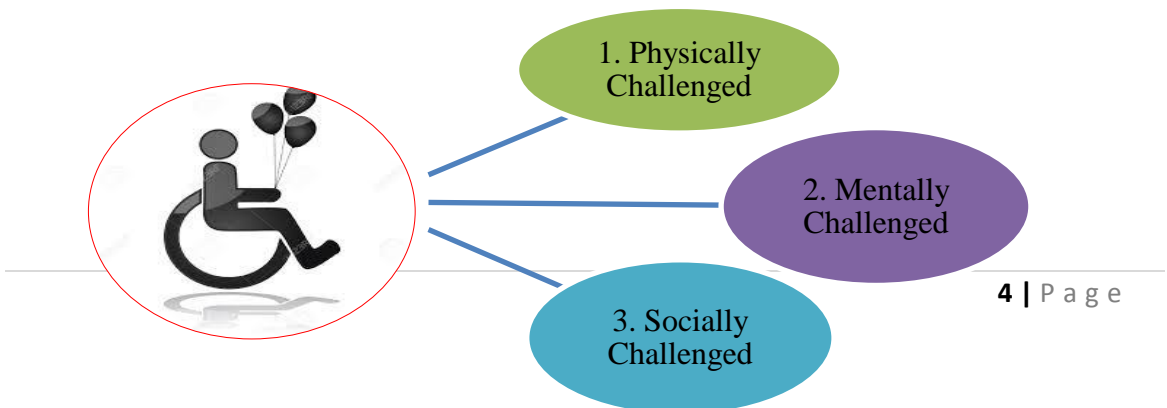 1. Physically
Challenged
2. Mentally
Challenged
4 | P a g e
3. Socially
Challenged